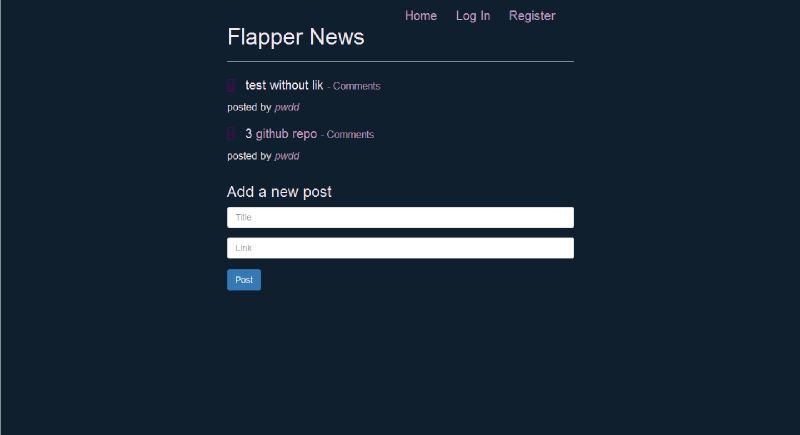 Home Log In Register
Flapper News
test without lik - Comments
posted by pwdd
3 github repo - Comments
posted by pwdd
Add a new post
Title
Link
Post